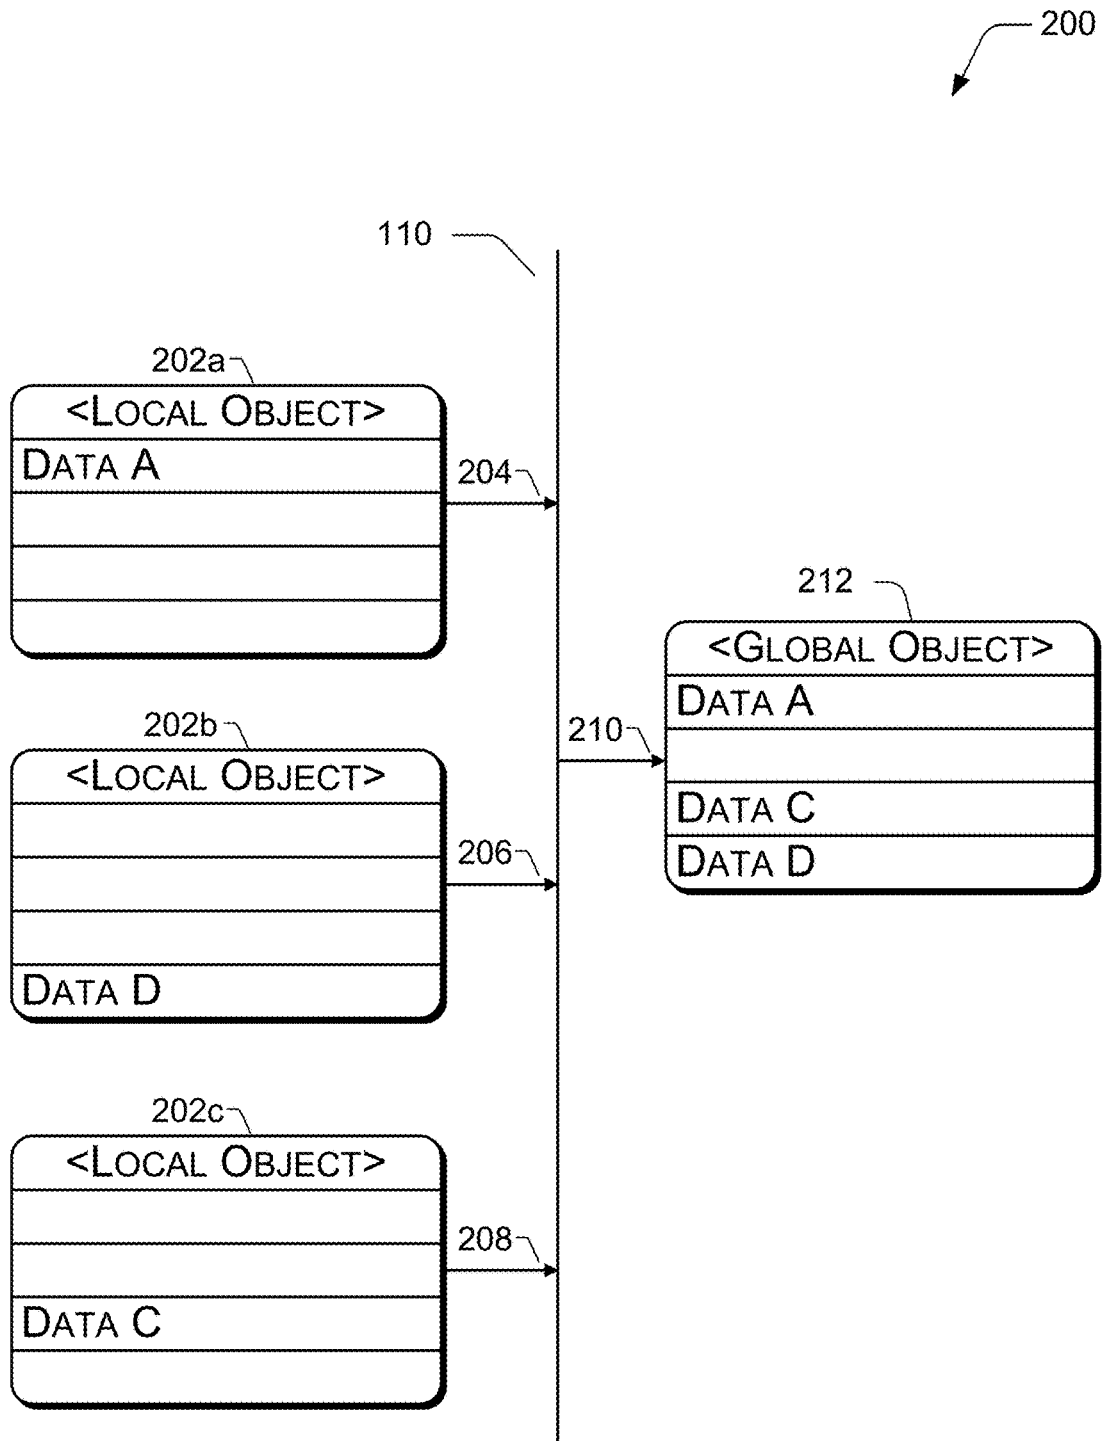 200
110
202a
<LOCAL OBJECT>
DATA A
204
212
<GLOBAL OBJECT>
DATA A
DATA C
DATA D
210
202b
<LOCAL OBJECT>
DATA D
206
202c
<LOCAL OBJECT>
DATA C
208